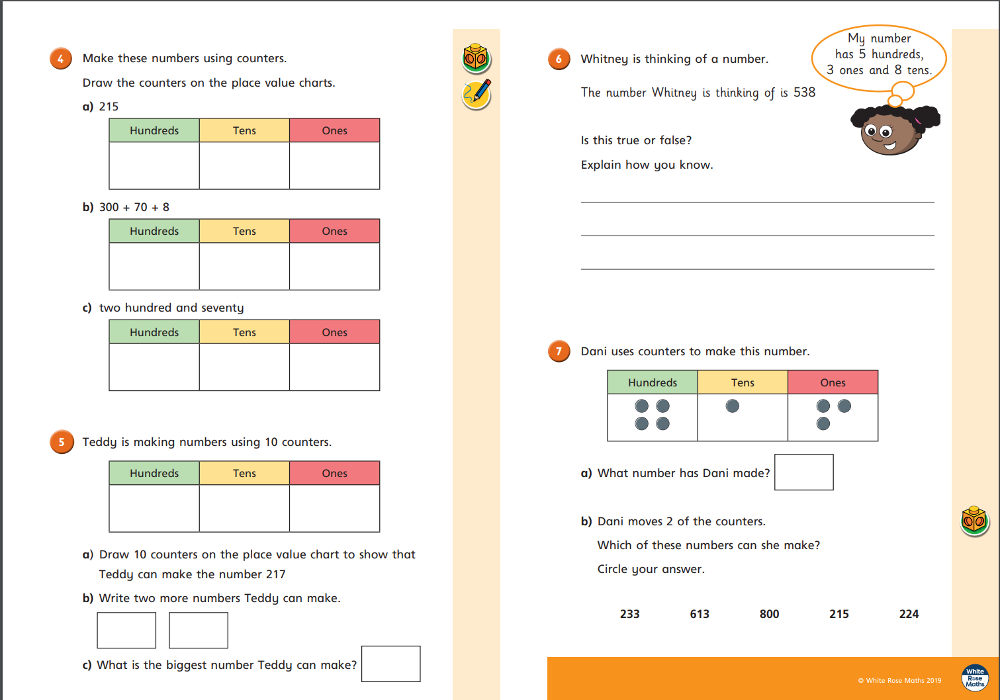 4 Make these numbers using counters.
Draw the counters on the place value charts.
a) 215
Hundreds Tens Ones
b) 300 + 70 + 8
Hundreds Tens Ones
c) two hundred and seventy
Hundreds Tens Ones
5 Teddy is making numbers using 10 counters.
Hundreds Tens Ones
a) Draw 10 counters on the place value chart to show that
Teddy can make the number 217
b) Write two more numbers Teddy can make.
c) What is the biggest number Teddy can make?
6 Whitney is thinking of a number.
My number
has 5 hundreds,
3 ones and 8 tens.
The number Whitney is thinking of is 538
Is this true or false?
Explain how you know.
7 Dani uses counters to make this number.
Hundreds Tens Ones
a) What number has Dani made?
b) Dani moves 2 of the counters.
Which of these numbers can she make?
Circle your answer.
233 613 800 215 224
© White Rose Maths 2019
White
Rose
Maths